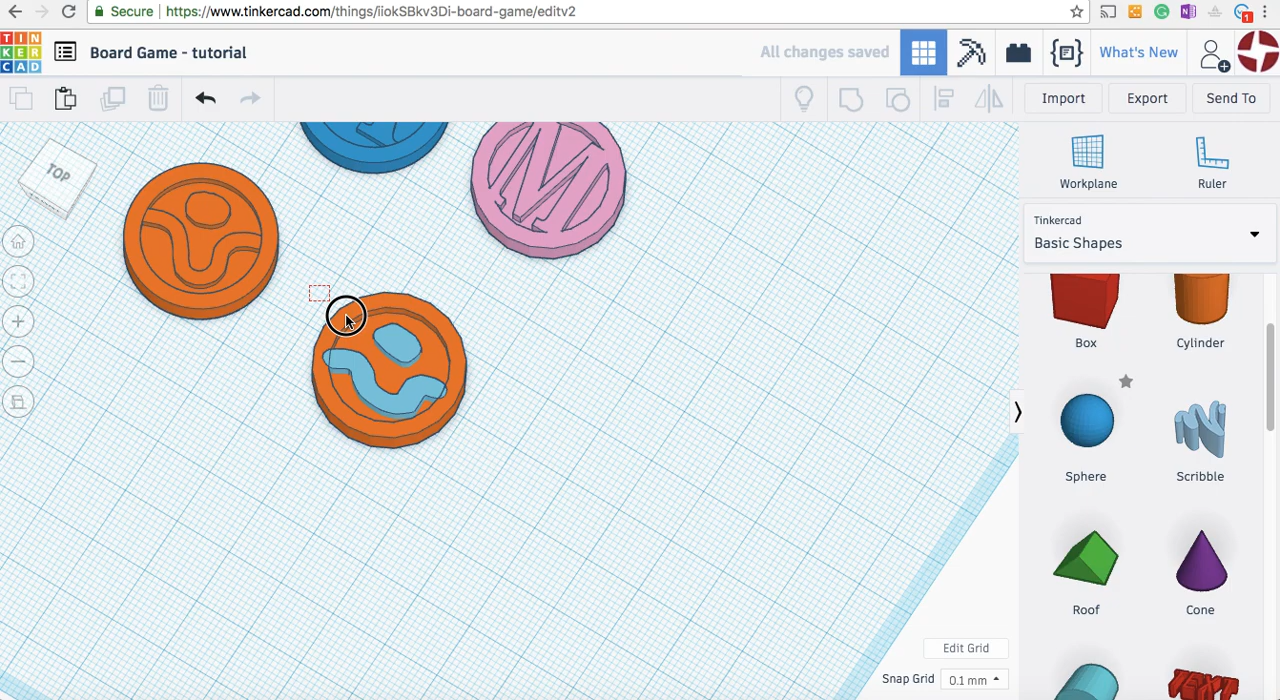 Secure https://www.tinkercad.com/things/iiokSBkv3Di-board-game/editv2
1
TIN
KER
CAD
Board Game - tutorial
All changes saved
What's New
Import
Export
Send To
TOP
M
Workplane
Ruler
Tinkercad
Basic Shapes
Box
Cylinder
Sphere
Scribble
Roof
Cone
TEXT
Edit Grid
Snap Grid 0.1 mm